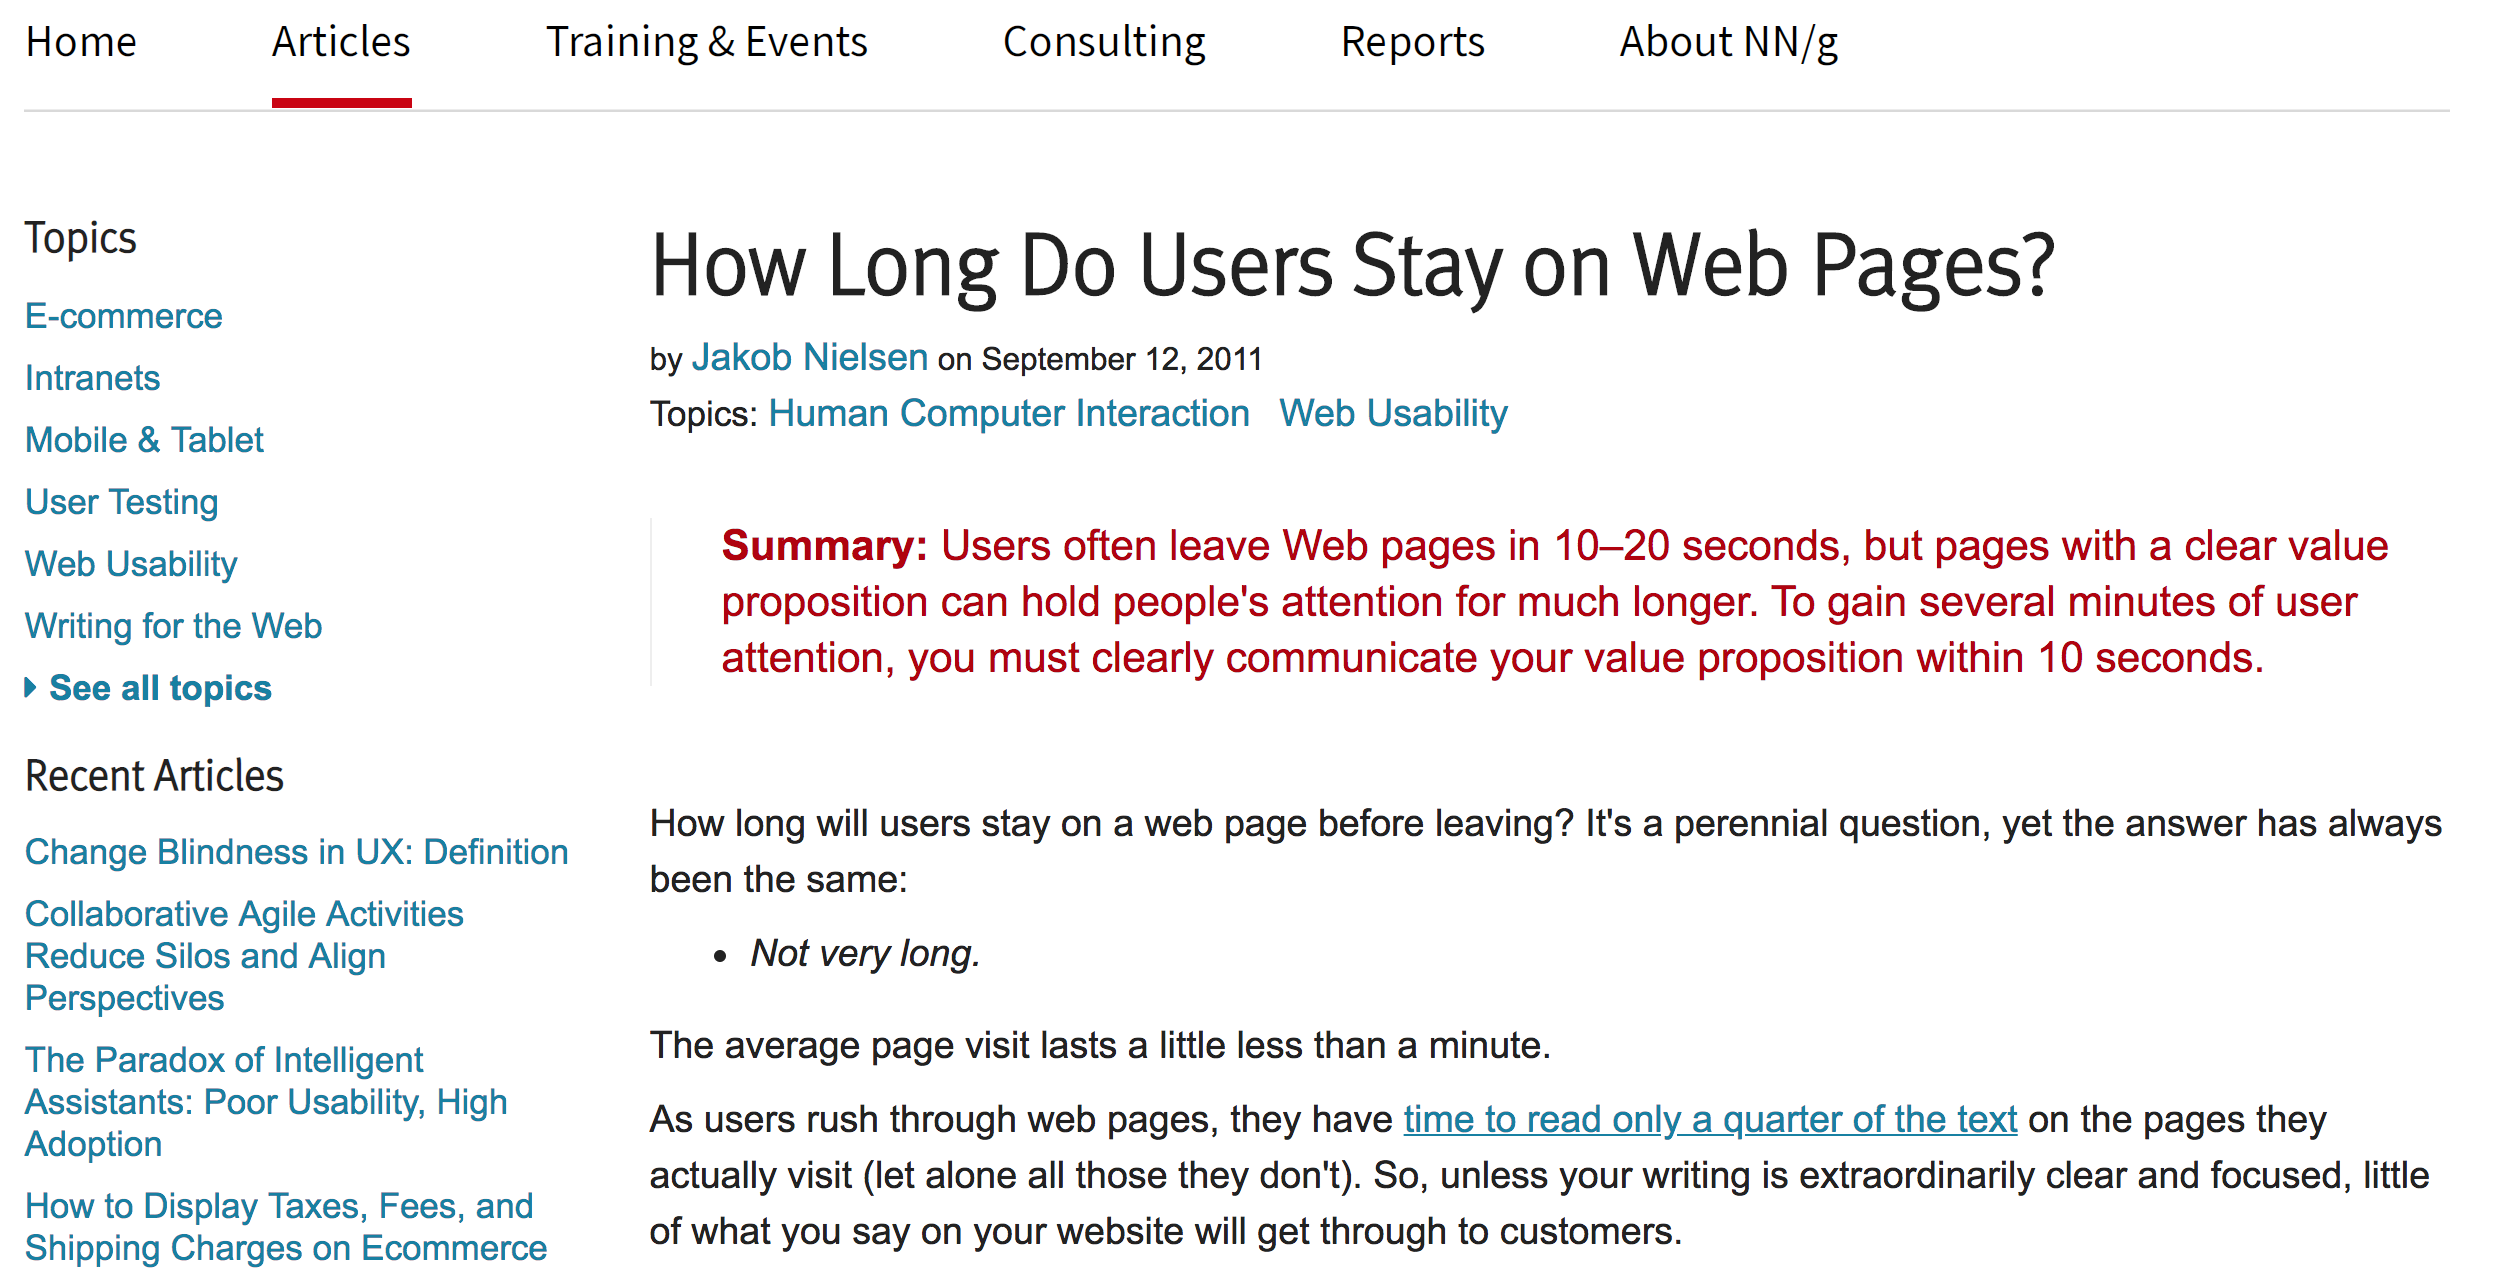 Home Articles Training & Events Consulting Reports About NN/g
Topics
E-commerce
Intranets
Mobile & Tablet
User Testing
Web Usability
Writing for the Web
See all topics
Recent Articles
Change Blindness in UX: Definition
Collaborative Agile Activities
Reduce Silos and Align
Perspectives
The Paradox of Intelligent
Assistants: Poor Usability, High
Adoption
How to Display Taxes, Fees, and
Shipping Charges on Ecommerce
How Long Do Users Stay on Web Pages?
by Jakob Nielsen on September 12, 2011
Topics: Human Computer Interaction Web Usability
Summary: Users often leave Web pages in 10–20 seconds, but pages with a clear value
proposition can hold people's attention for much longer. To gain several minutes of user
attention, you must clearly communicate your value proposition within 10 seconds.
How long will users stay on a web page before leaving? It's a perennial question, yet the answer has always
been the same:
• Not very long.
The average page visit lasts a little less than a minute.
As users rush through web pages, they have time to read only a quarter of the text on the pages they
actually visit (let alone all those they don't). So, unless your writing is extraordinarily clear and focused, little
of what you say on your website will get through to customers.